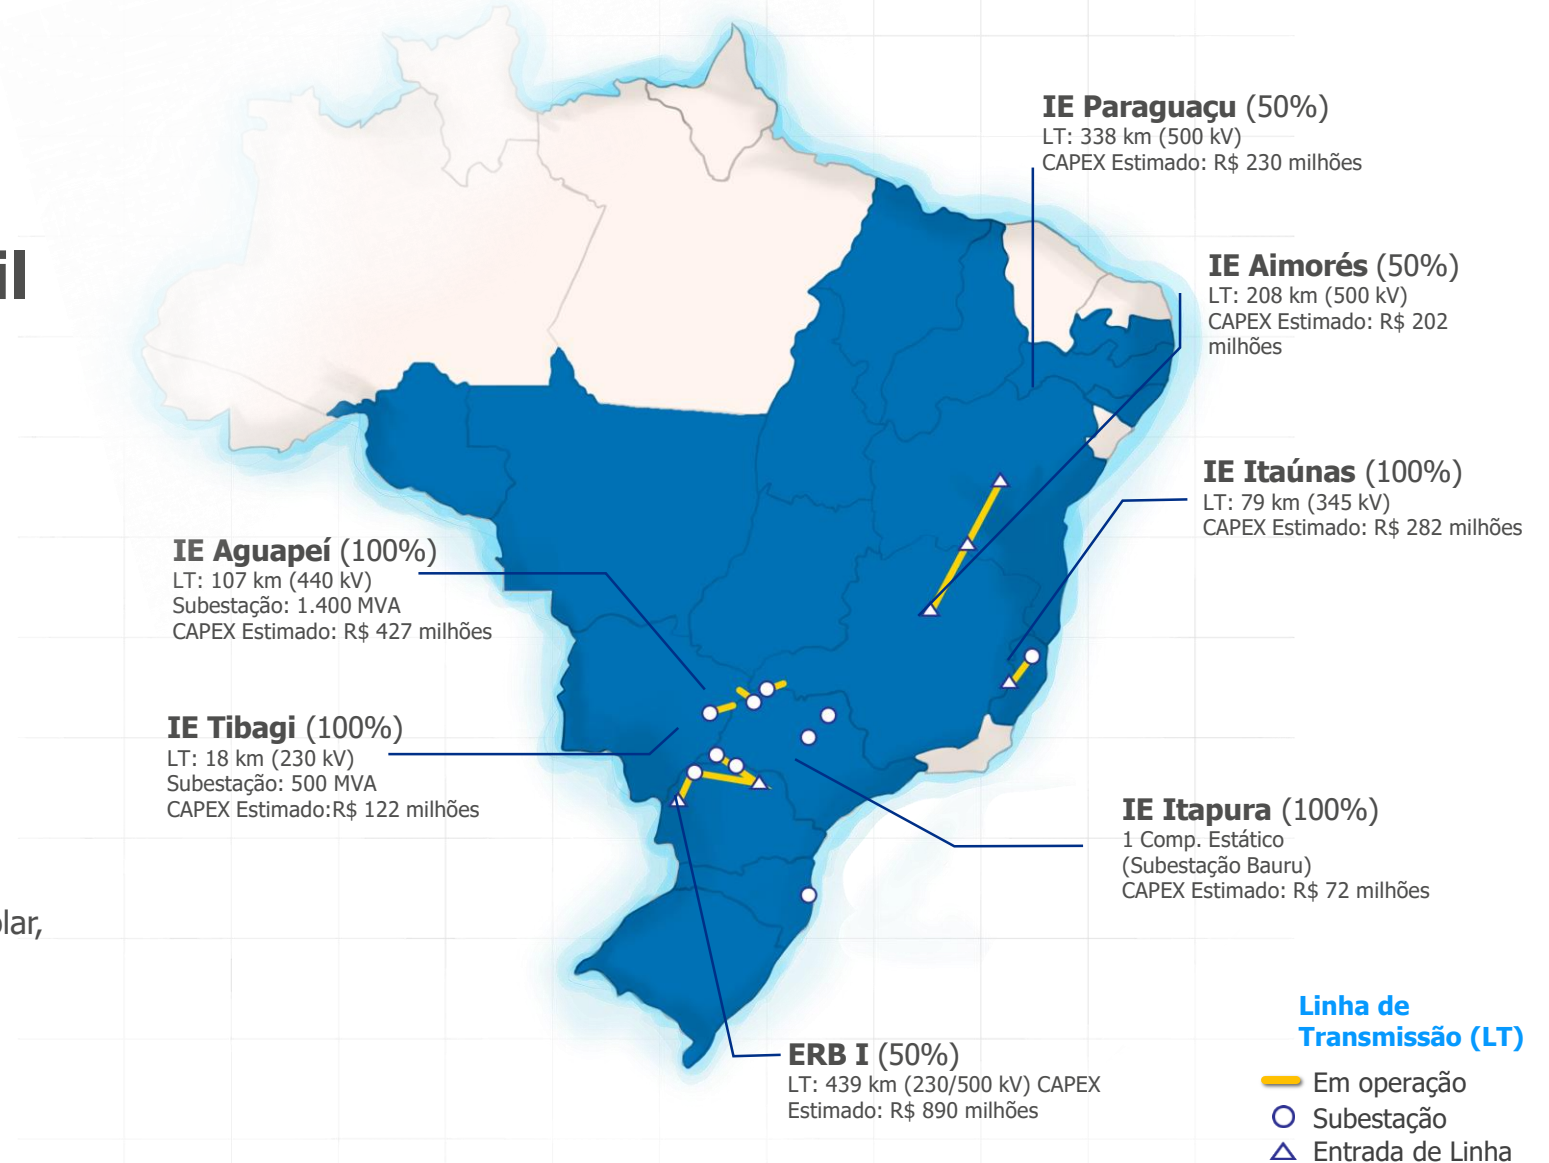 IE Paraguaçu (50%)
LT: 338 km (500 kV)
CAPEX Estimado: R$ 230 milhões
IE Aimorés (50%)
LT: 208 km (500 kV)
CAPEX Estimado: R$ 202
milhões
IE Itaúnas (100%)
LT: 79 km (345 kV)
CAPEX Estimado: R$ 282 milhões
IE Aguapeí (100%)
LT: 107 km (440 kV)
Subestação: 1.400 MVA
CAPEX Estimado: R$ 427 milhões
IE Tibagi (100%)
LT: 18 km (230 kV)
Subestação: 500 MVA
CAPEX Estimado:R$ 122 milhões
IE Itapura (100%)
1 Comp. Estático
(Subestação Bauru)
CAPEX Estimado: R$ 72 milhões
ERB I (50%)
LT: 439 km (230/500 kV) CAPEX
Estimado: R$ 890 milhões
Linha de
Transmissão (LT)
Em operação
Subestação
Entrada de Linha